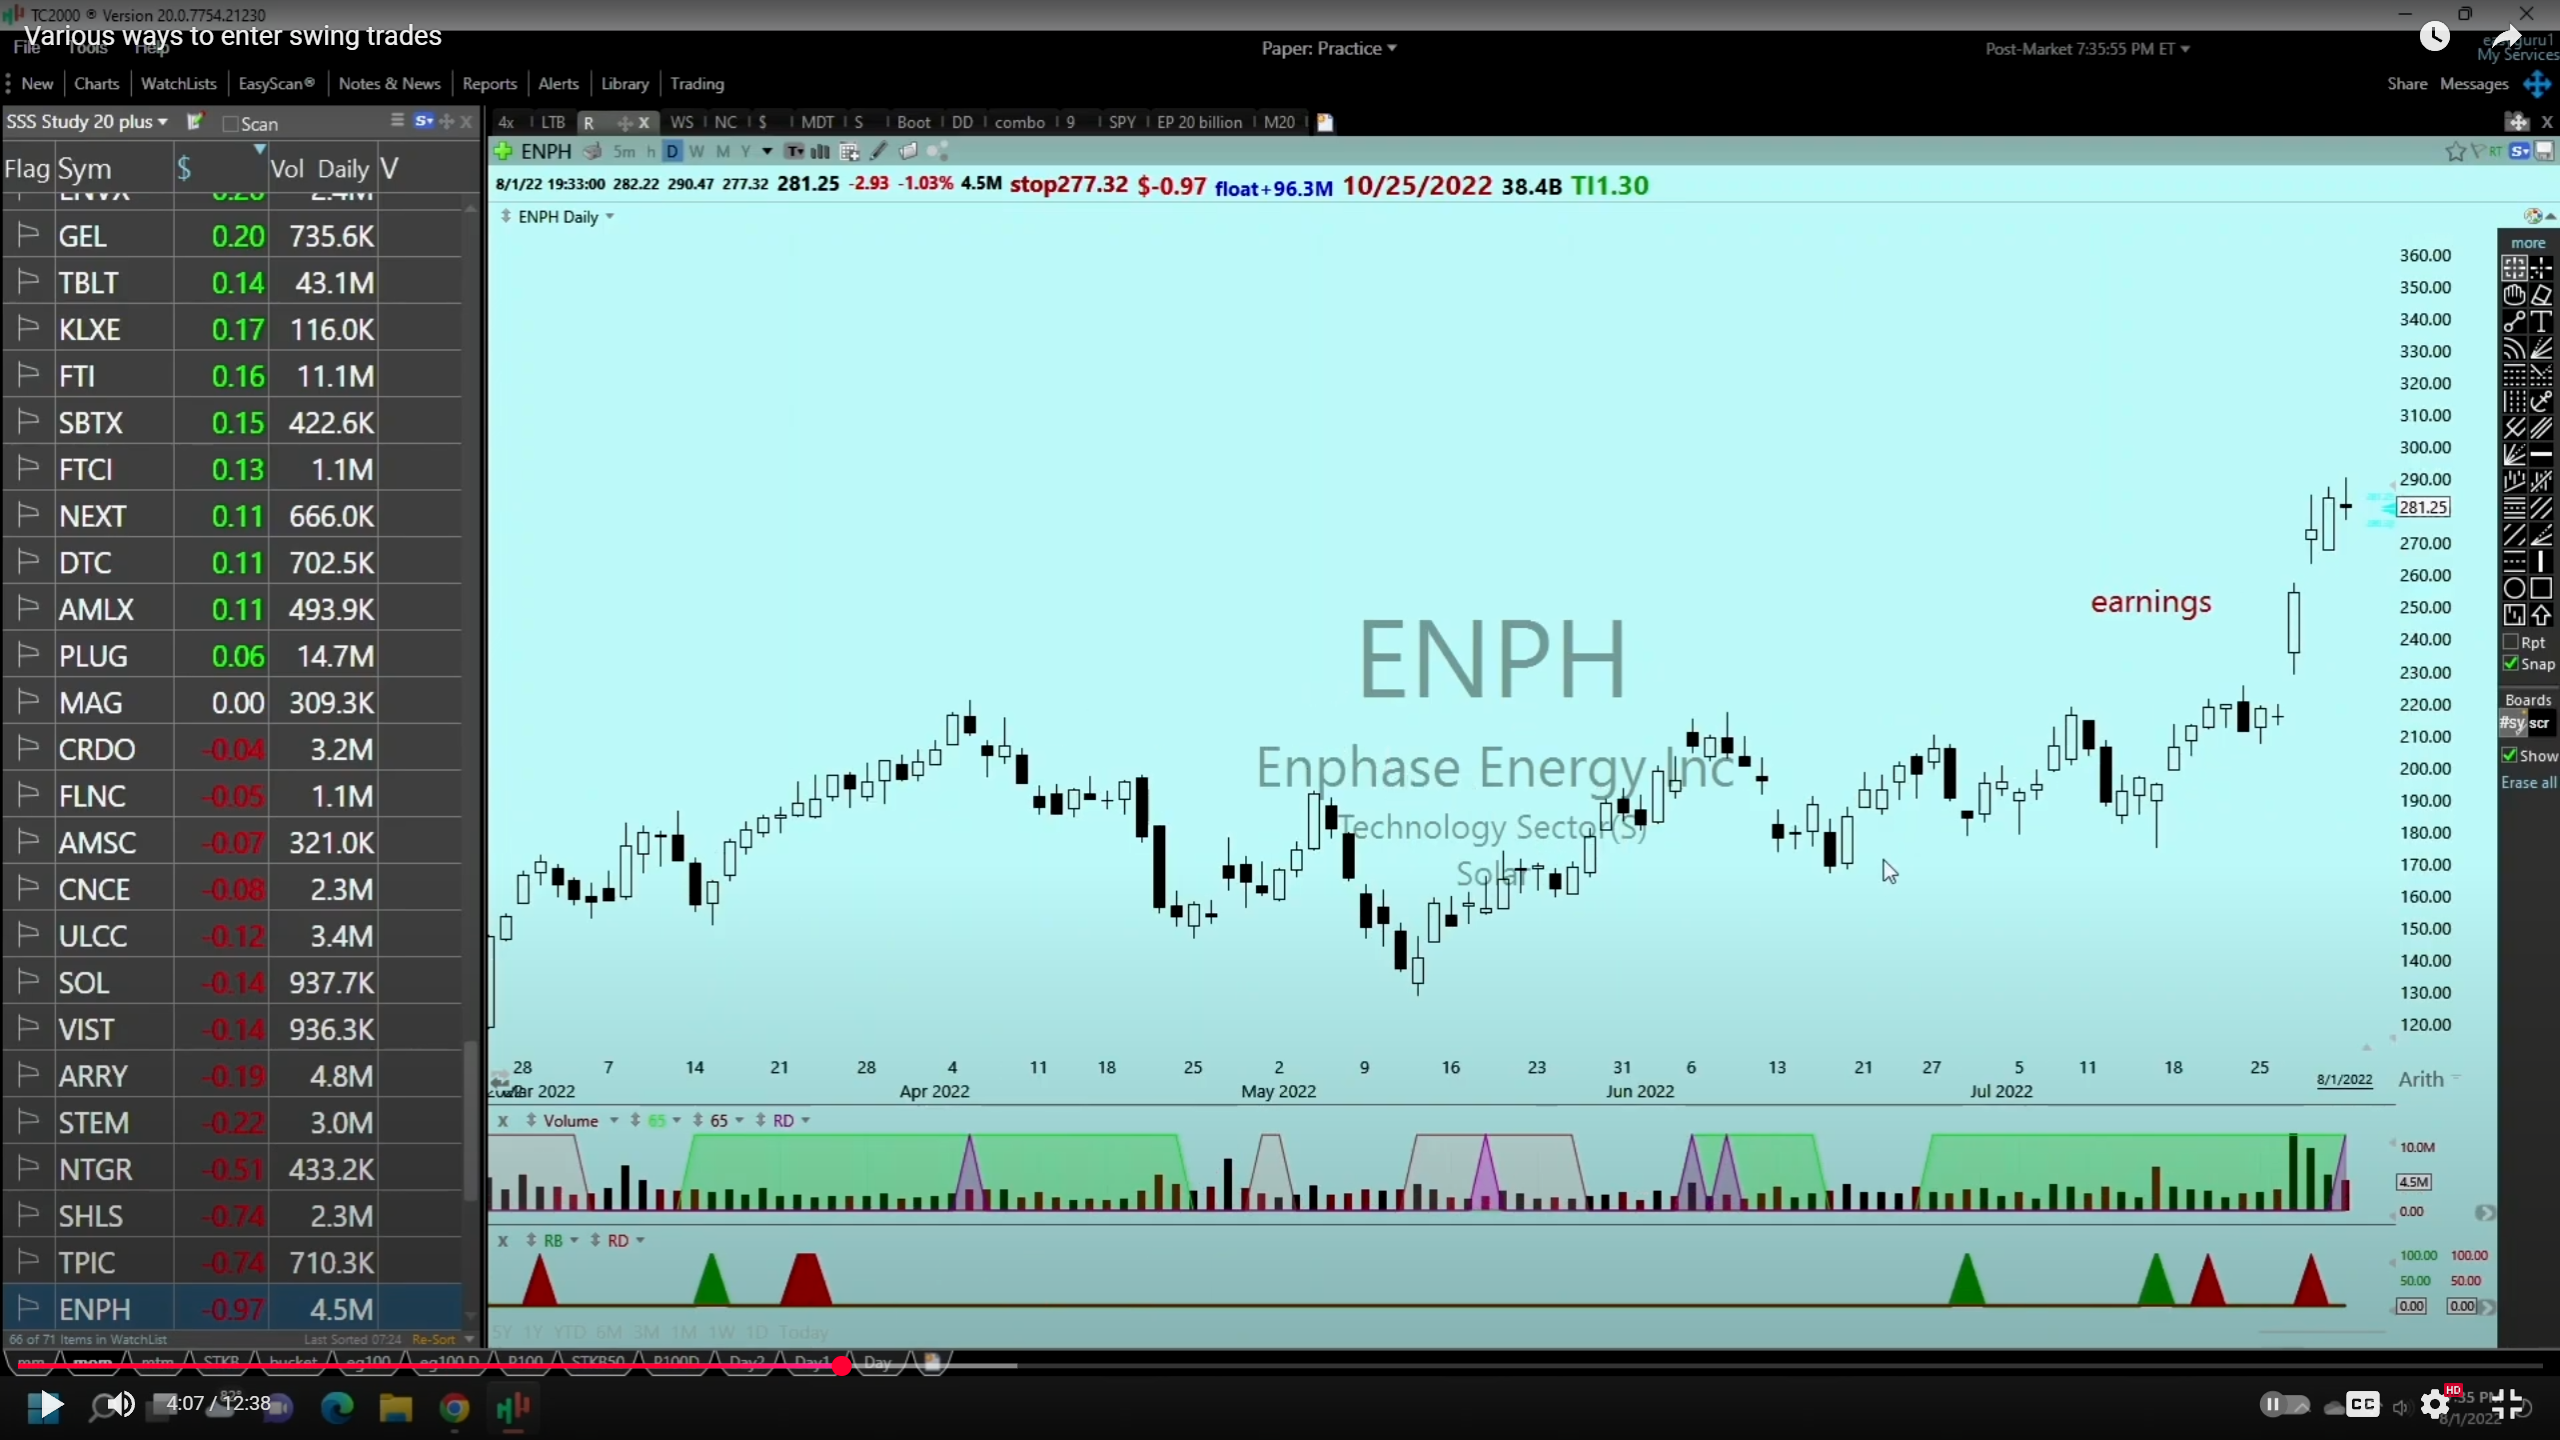 TC2000 ® Version 20.0.7754.21230
Various ways to enter swing trades
File Tools Help
Paper: Practice
Post-Market 7:35:55 PM ET
My Services
New Charts WatchLists EasyScan® Notes & News Reports Alerts Library Trading
Share Messages
SSS Study 20 plus Scan
4x LTB R X WS NC $ MDT S Boot DD combo 9 SPY EP 20 billion M20
ENPH 5m h D W M Y
RT
8/1/22 19:33:00 282.22 290.47 277.32 281.25 -2.93 -1.03% 4.5M stop277.32 $-0.97 float+96.3M 10/25/2022 38.4B TI1.30
ENPH Daily
Flag Sym $ Vol Daily V
ENVX 0.20 2.4M
GEL 0.20 735.6K
TBLT 0.14 43.1M
KLXE 0.17 116.0K
FTI 0.16 11.1M
SBTX 0.15 422.6K
FTCI 0.13 1.1M
NEXT 0.11 666.0K
DTC 0.11 702.5K
AMLX 0.11 493.9K
PLUG 0.06 14.7M
MAG 0.00 309.3K
CRDO -0.04 3.2M
FLNC -0.05 1.1M
AMSC -0.07 321.0K
CNCE -0.08 2.3M
ULCC -0.12 3.4M
SOL -0.14 937.7K
VIST -0.14 936.3K
ARRY -0.19 4.8M
STEM -0.22 3.0M
NTGR -0.51 433.2K
SHLS -0.74 2.3M
TPIC -0.74 710.3K
ENPH -0.97 4.5M
66 of 71 Items in WatchList Last Sorted 07:24 Re-Sort
earnings
ENPH
Enphase Energy Inc
Technology Sector(S)
Solar
360.00
350.00
340.00
330.00
320.00
310.00
300.00
290.00
281.25
270.00
260.00
250.00
240.00
230.00
220.00
210.00
200.00
190.00
180.00
170.00
160.00
150.00
140.00
130.00
120.00
more
Rpt
Snap
Boards
#sy scr
Show
Erase all
28 7 14 21 28 4 11 18 25 2 9 16 23 31 6 13 21 27 5 11 18 25
Mar 2022 Apr 2022 May 2022 Jun 2022 Jul 2022 8/1/2022
Arith
X Volume 65 65 RD
10.0M
4.5M
0.00
X RB RD
100.00 100.00
50.00 50.00
0.00 0.00
5Y 1Y YTD 6M 3M 1M 1W 1D Today
mm mom mtm STKB bucket eg100 eg100 D R100 STKB50 R100D Day2 Day1 Day
4:07 / 12:38
82°
CC
HD
8/1/2022